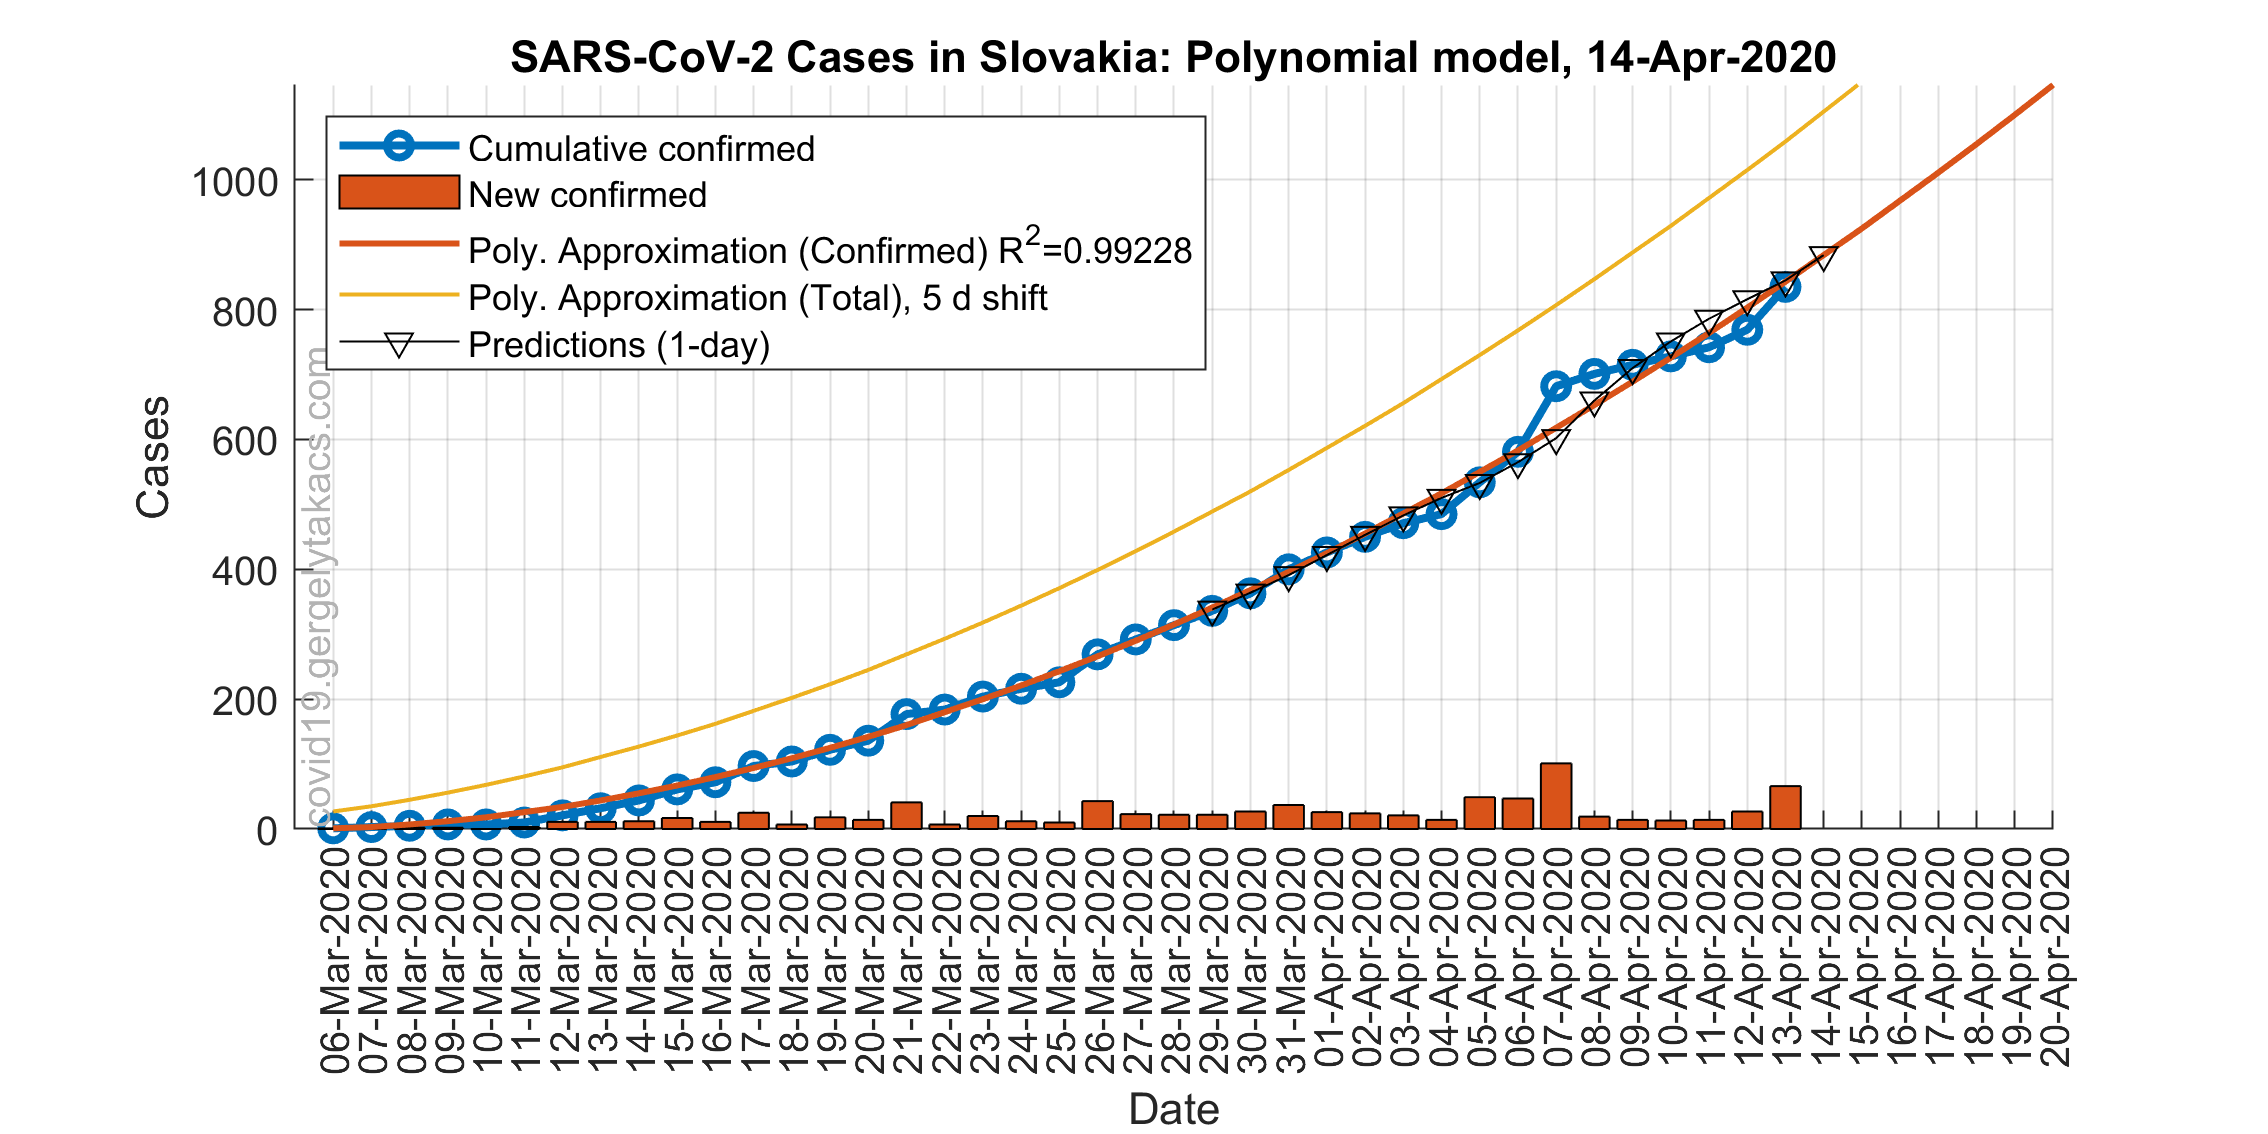 SARS-CoV-2 Cases in Slovakia: Polynomial model, 14-Apr-2020
Cumulative confirmed
New confirmed
Poly. Approximation (Confirmed) R²=0.99228
Poly. Approximation (Total), 5 d shift
Predictions (1-day)
covid19.gergelytakacs.com
Cases
1000
800
600
400
200
0
06-Mar-2020
07-Mar-2020
08-Mar-2020
09-Mar-2020
10-Mar-2020
11-Mar-2020
12-Mar-2020
13-Mar-2020
14-Mar-2020
15-Mar-2020
16-Mar-2020
17-Mar-2020
18-Mar-2020
19-Mar-2020
20-Mar-2020
21-Mar-2020
22-Mar-2020
23-Mar-2020
24-Mar-2020
25-Mar-2020
26-Mar-2020
27-Mar-2020
28-Mar-2020
29-Mar-2020
30-Mar-2020
31-Mar-2020
01-Apr-2020
02-Apr-2020
03-Apr-2020
04-Apr-2020
05-Apr-2020
06-Apr-2020
07-Apr-2020
08-Apr-2020
09-Apr-2020
10-Apr-2020
11-Apr-2020
12-Apr-2020
13-Apr-2020
14-Apr-2020
15-Apr-2020
16-Apr-2020
17-Apr-2020
18-Apr-2020
19-Apr-2020
20-Apr-2020
Date